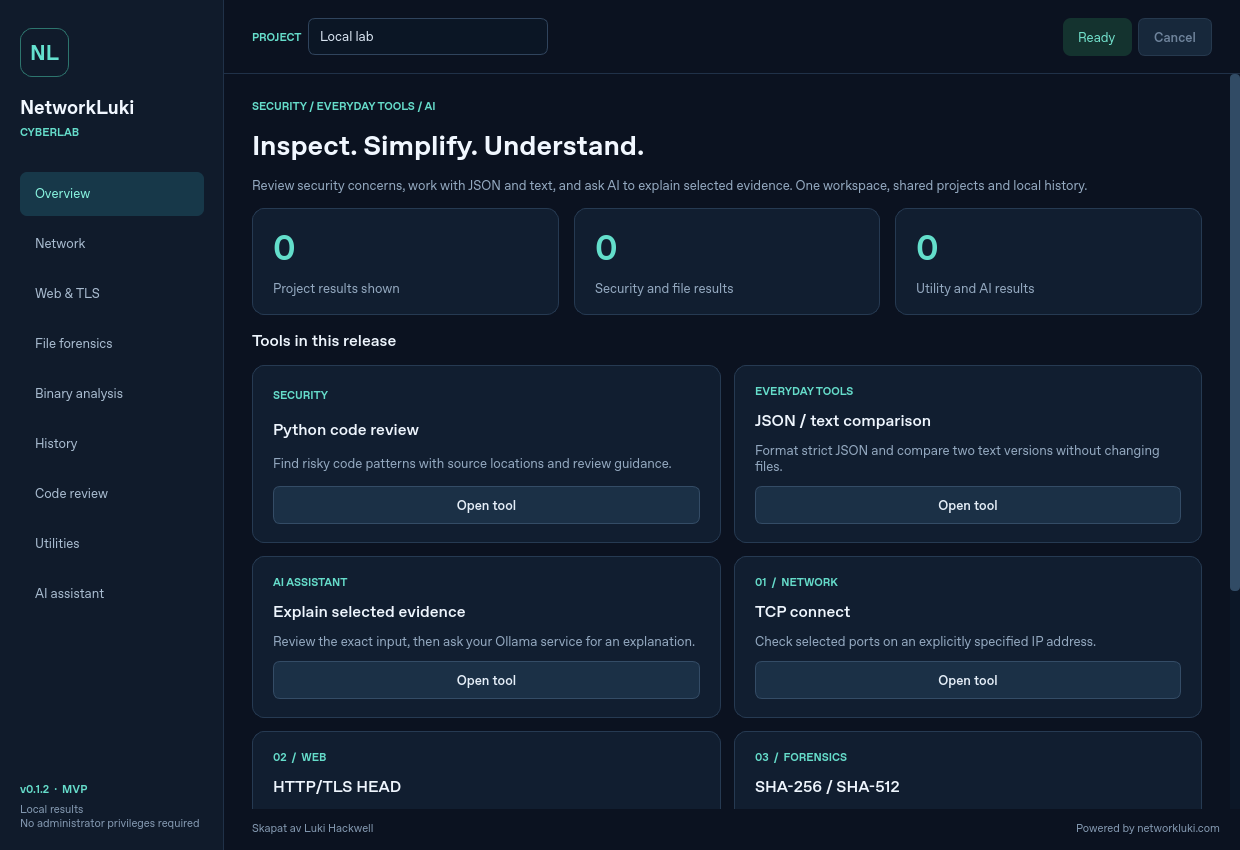 NL
NetworkLuki
CYBERLAB
Overview
Network
Web & TLS
File forensics
Binary analysis
History
Code review
Utilities
AI assistant
v0.1.2 · MVP
Local results
No administrator privileges required
PROJECT
Local lab
Ready
Cancel
SECURITY / EVERYDAY TOOLS / AI
Inspect. Simplify. Understand.
Review security concerns, work with JSON and text, and ask AI to explain selected evidence. One workspace, shared projects and local history.
0
Project results shown
0
Security and file results
0
Utility and AI results
Tools in this release
SECURITY
Python code review
Find risky code patterns with source locations and review guidance.
Open tool
EVERYDAY TOOLS
JSON / text comparison
Format strict JSON and compare two text versions without changing
files.
Open tool
AI ASSISTANT
Explain selected evidence
Review the exact input, then ask your Ollama service for an explanation.
Open tool
01 / NETWORK
TCP connect
Check selected ports on an explicitly specified IP address.
Open tool
02 / WEB
HTTP/TLS HEAD
03 / FORENSICS
SHA-256 / SHA-512
Skapat av Luki Hackwell
Powered by networkluki.com